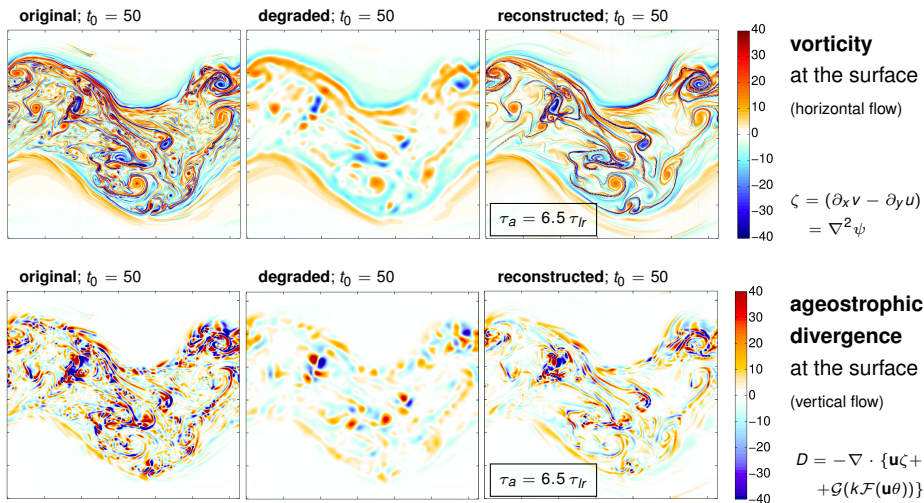 original; t₀ = 50
degraded; t₀ = 50
reconstructed; t₀ = 50
τₐ = 6.5 τₗᵣ
40
30
20
10
0
−10
−20
−30
−40
vorticity
at the surface
(horizontal flow)
ζ = (∂ₓv − ∂ᵧu)
= ∇²ψ
original; t₀ = 50
degraded; t₀ = 50
reconstructed; t₀ = 50
τₐ = 6.5 τₗᵣ
40
30
20
10
0
−10
−20
−30
−40
ageostrophic
divergence
at the surface
(vertical flow)
D = −∇ · {uζ+
+𝒢(kℱ(uθ))}